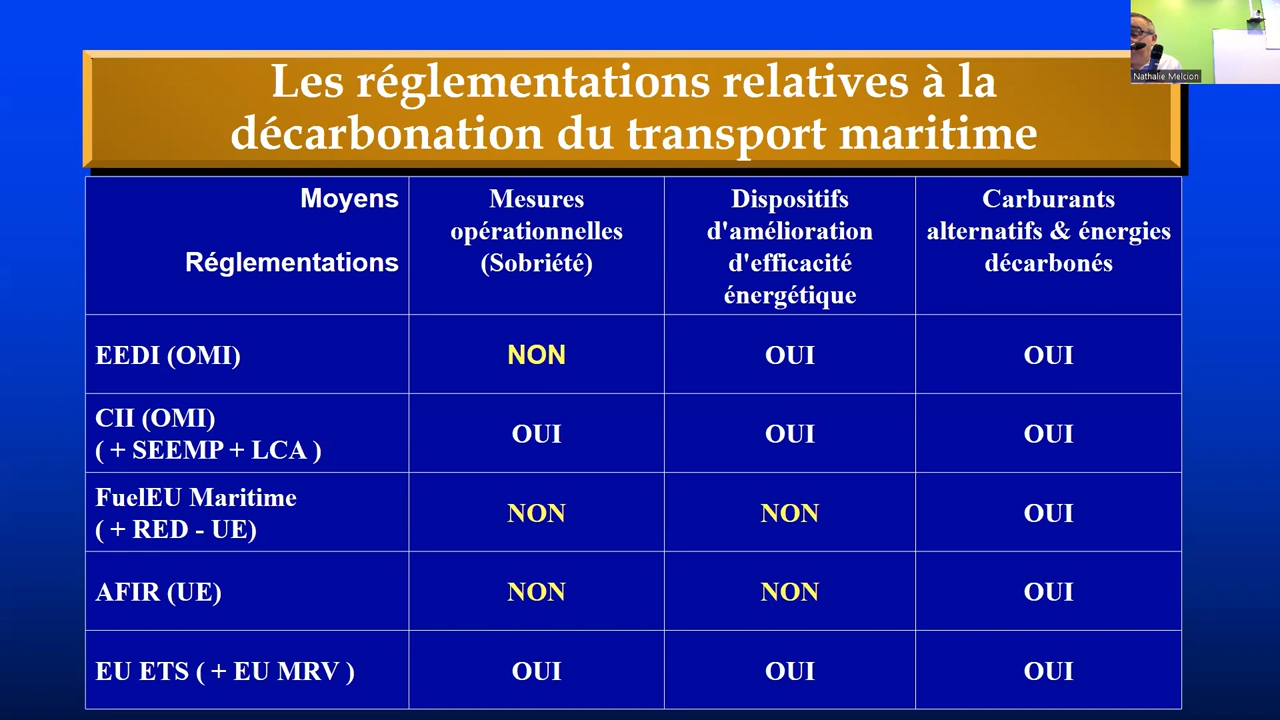 Les réglementations relatives à la
décarbonation du transport maritime
Nathalie Melcion
Moyens
Réglementations
Mesures
opérationnelles
(Sobriété)
Dispositifs
d'amélioration
d'efficacité
énergétique
Carburants
alternatifs & énergies
décarbonés
EEDI (OMI)
NON
OUI
OUI
CII (OMI)
( + SEEMP + LCA )
OUI
OUI
OUI
FuelEU Maritime
( + RED - UE)
NON
NON
OUI
AFIR (UE)
NON
NON
OUI
EU ETS ( + EU MRV )
OUI
OUI
OUI